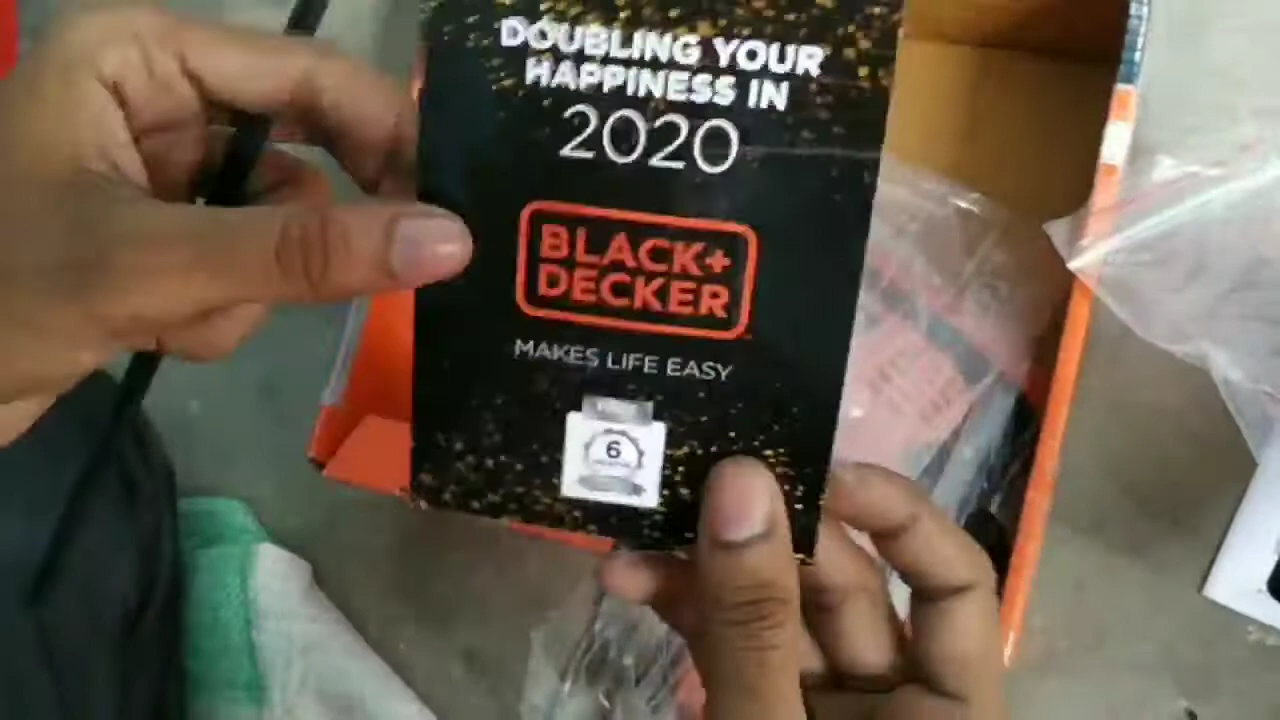 DOUBLING YOUR
HAPPINESS IN
2020
BLACK+
DECKER
MAKES LIFE EASY
6